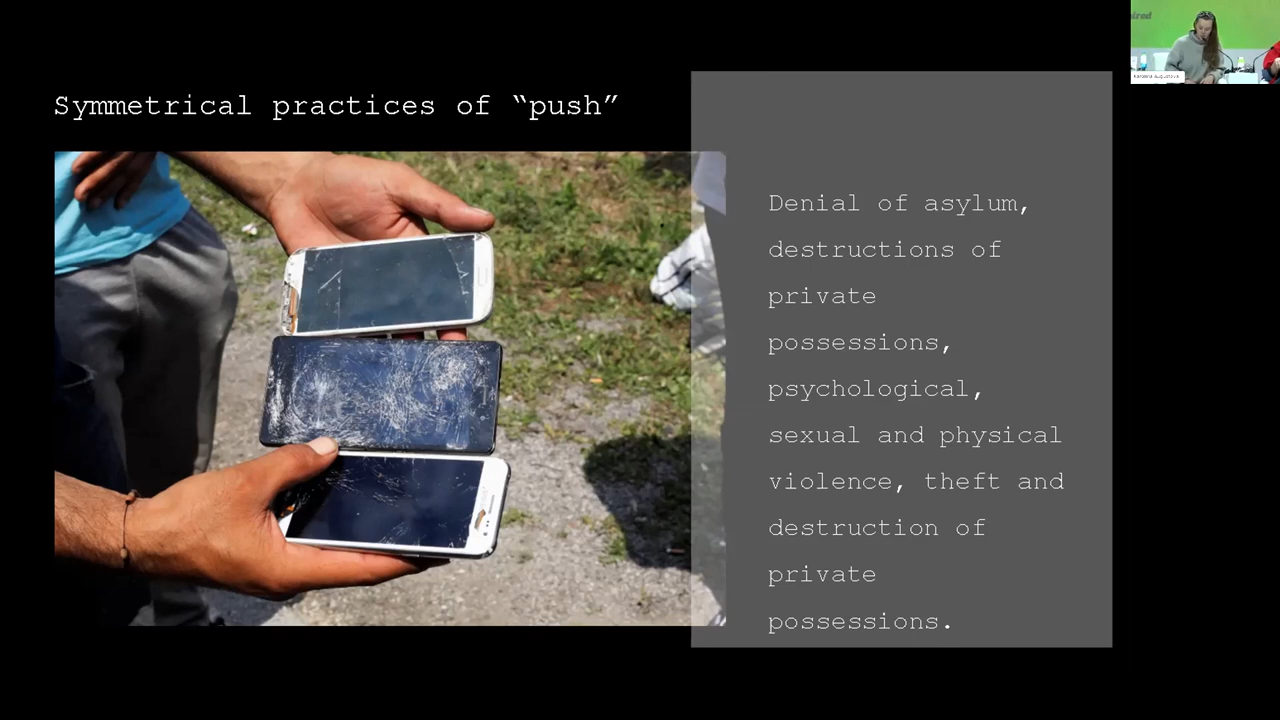 Symmetrical practices of “push”
Denial of asylum,
destructions of
private
possessions,
psychological,
sexual and physical
violence, theft and
destruction of
private
possessions.